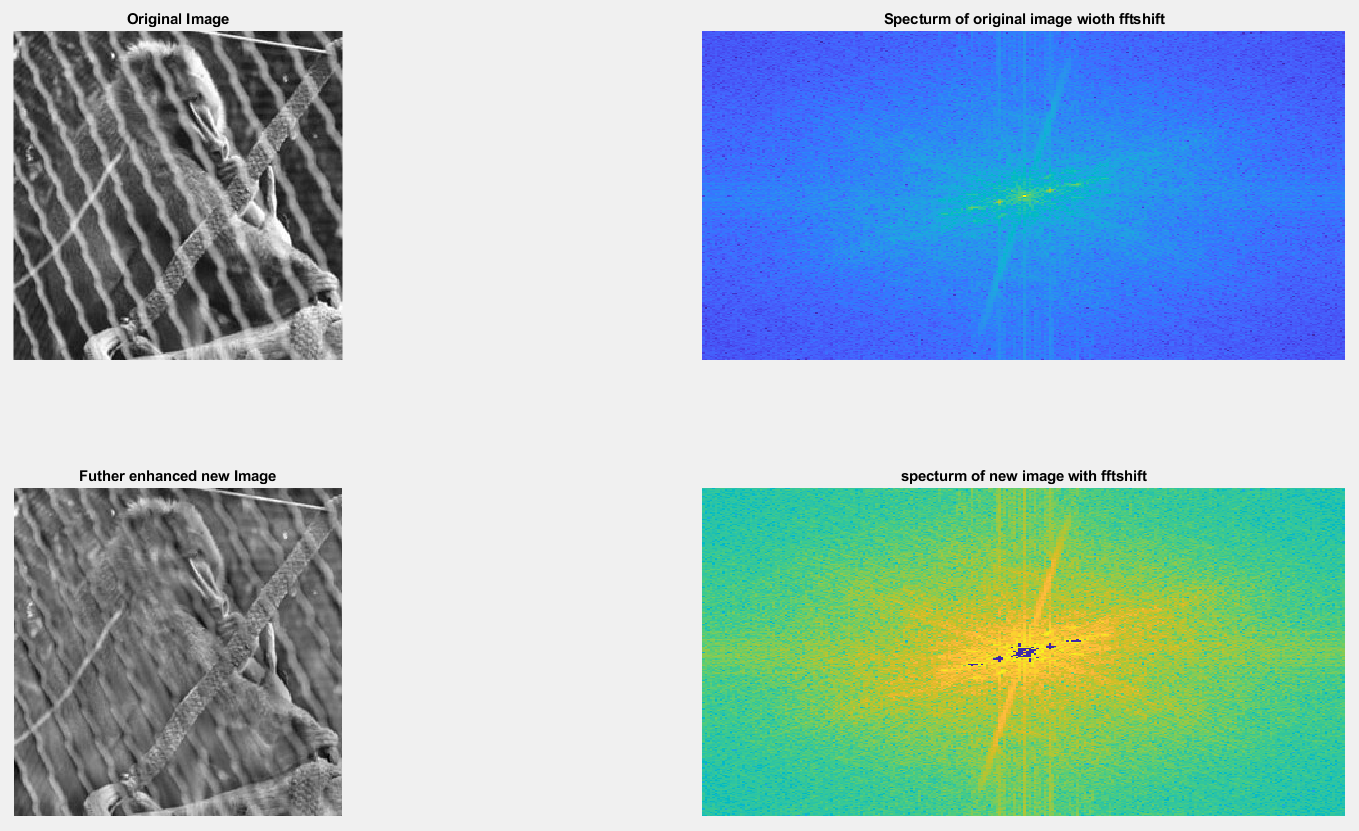 Original Image
Specturm of original image wioth fftshift
Futher enhanced new Image
specturm of new image with fftshift